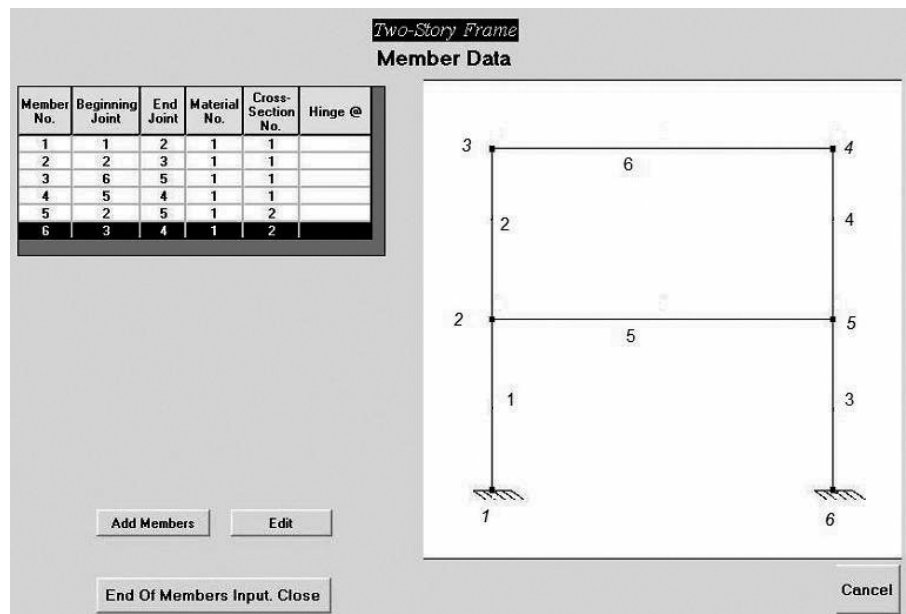 Two-Story Frame
Member Data
Member No. Beginning Joint End Joint Material No. Cross-Section No. Hinge @
1 1 2 1 1
2 2 3 1 1
3 6 5 1 1
4 5 4 1 1
5 2 5 1 2
6 3 4 1 2
3 4
6
2 4
2 5
5
1 3
1 6
Add Members Edit
End Of Members Input. Close
Cancel